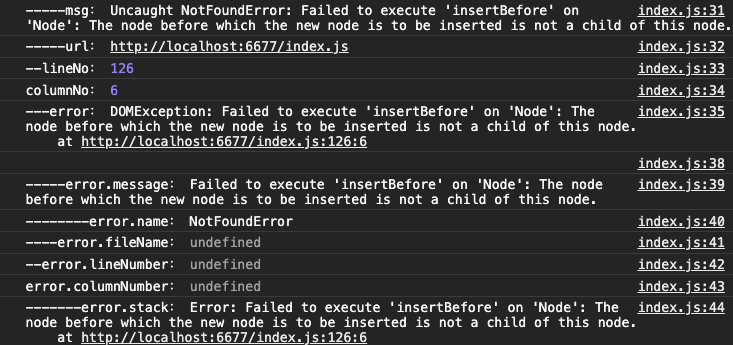 -----msg： Uncaught NotFoundError: Failed to execute 'insertBefore' on index.js:31
'Node': The node before which the new node is to be inserted is not a child of this node.
-----url： http://localhost:6677/index.js index.js:32
--lineNo： 126 index.js:33
columnNo： 6 index.js:34
---error： DOMException: Failed to execute 'insertBefore' on 'Node': The index.js:35
node before which the new node is to be inserted is not a child of this node.
at http://localhost:6677/index.js:126:6
index.js:38
-----error.message： Failed to execute 'insertBefore' on 'Node': The node index.js:39
before which the new node is to be inserted is not a child of this node.
--------error.name： NotFoundError index.js:40
----error.fileName： undefined index.js:41
--error.lineNumber： undefined index.js:42
error.columnNumber： undefined index.js:43
-------error.stack： Error: Failed to execute 'insertBefore' on 'Node': The index.js:44
node before which the new node is to be inserted is not a child of this node.
at http://localhost:6677/index.js:126:6